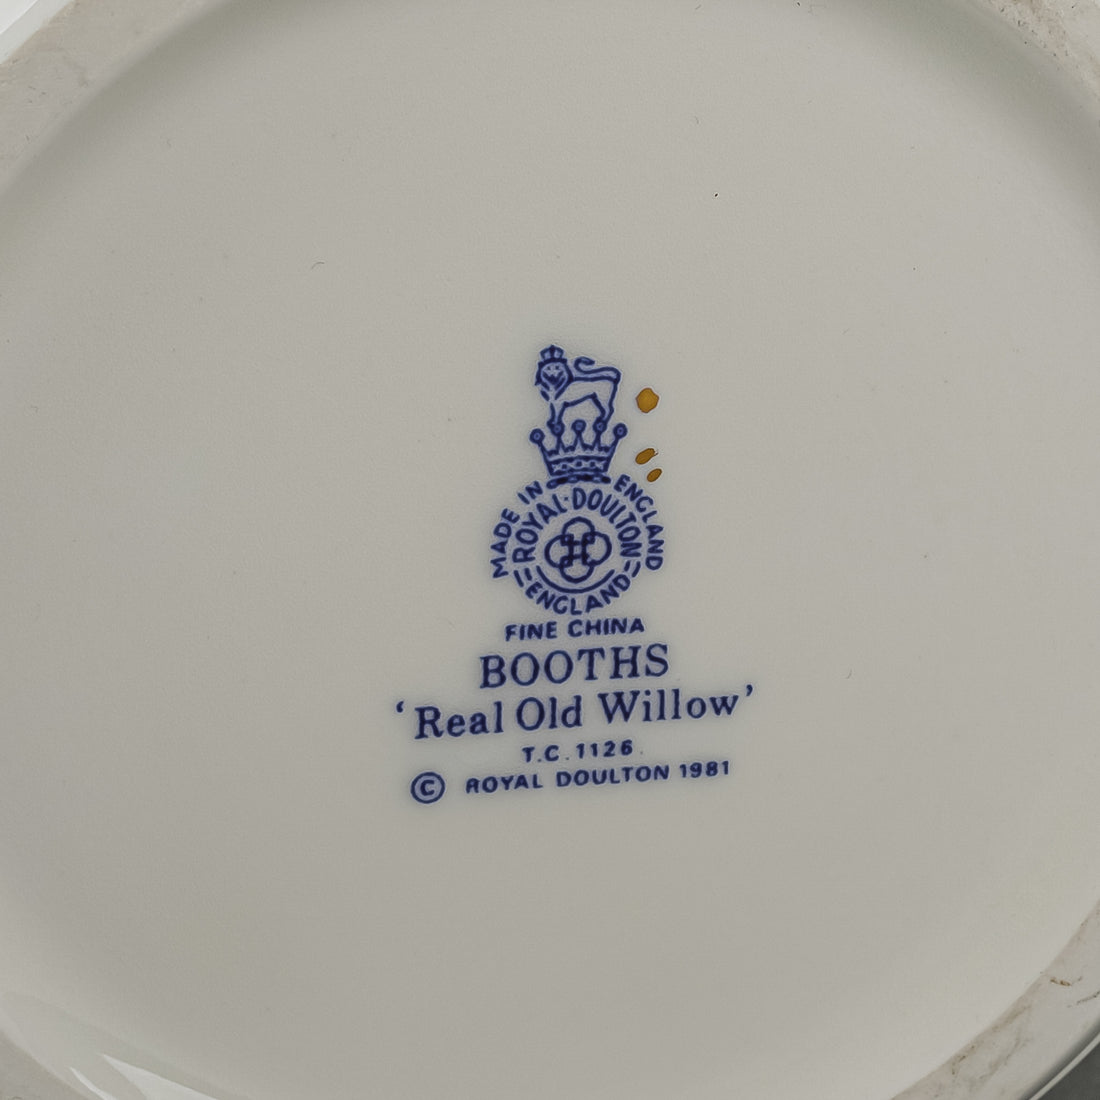 MADE IN ENGLAND
ROYAL·DOULTON
ENGLAND
FINE CHINA
BOOTHS
‘Real Old Willow’
T.C. 1126.
© ROYAL DOULTON 1981